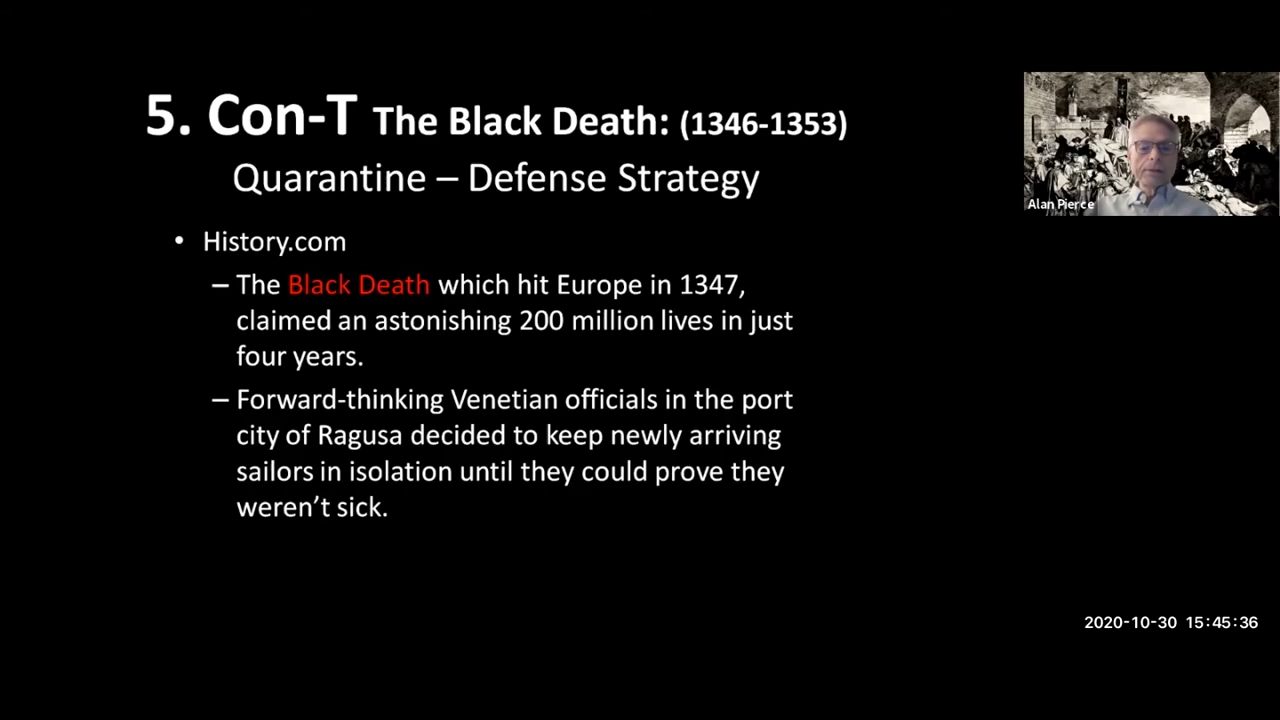 5. Con-T The Black Death: (1346-1353)
Quarantine – Defense Strategy
• History.com
– The Black Death which hit Europe in 1347,
claimed an astonishing 200 million lives in just
four years.
– Forward-thinking Venetian officials in the port
city of Ragusa decided to keep newly arriving
sailors in isolation until they could prove they
weren’t sick.
Alan Pierce
2020-10-30 15:45:36